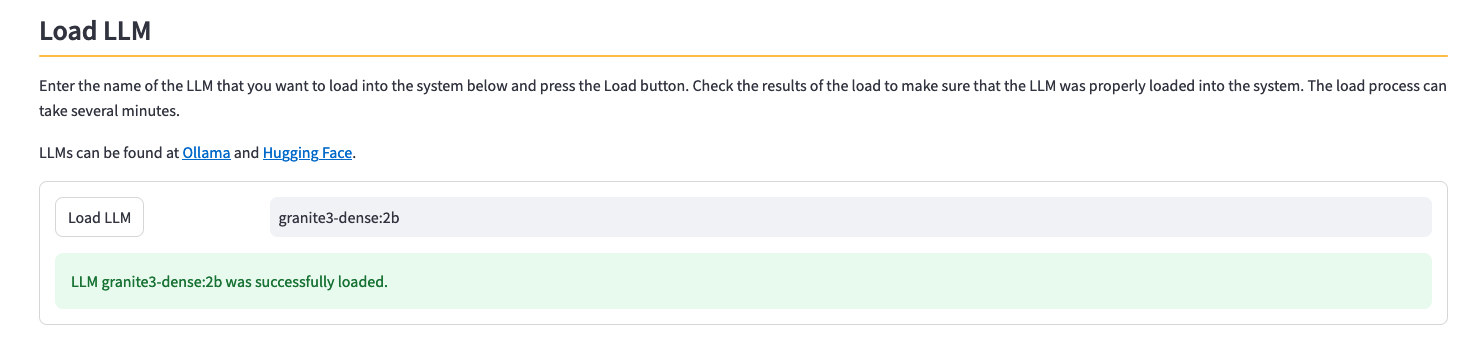 Load LLM
Enter the name of the LLM that you want to load into the system below and press the Load button. Check the results of the load to make sure that the LLM was properly loaded into the system. The load process can
take several minutes.
LLMs can be found at Ollama and Hugging Face.
Load LLM
granite3-dense:2b
LLM granite3-dense:2b was successfully loaded.